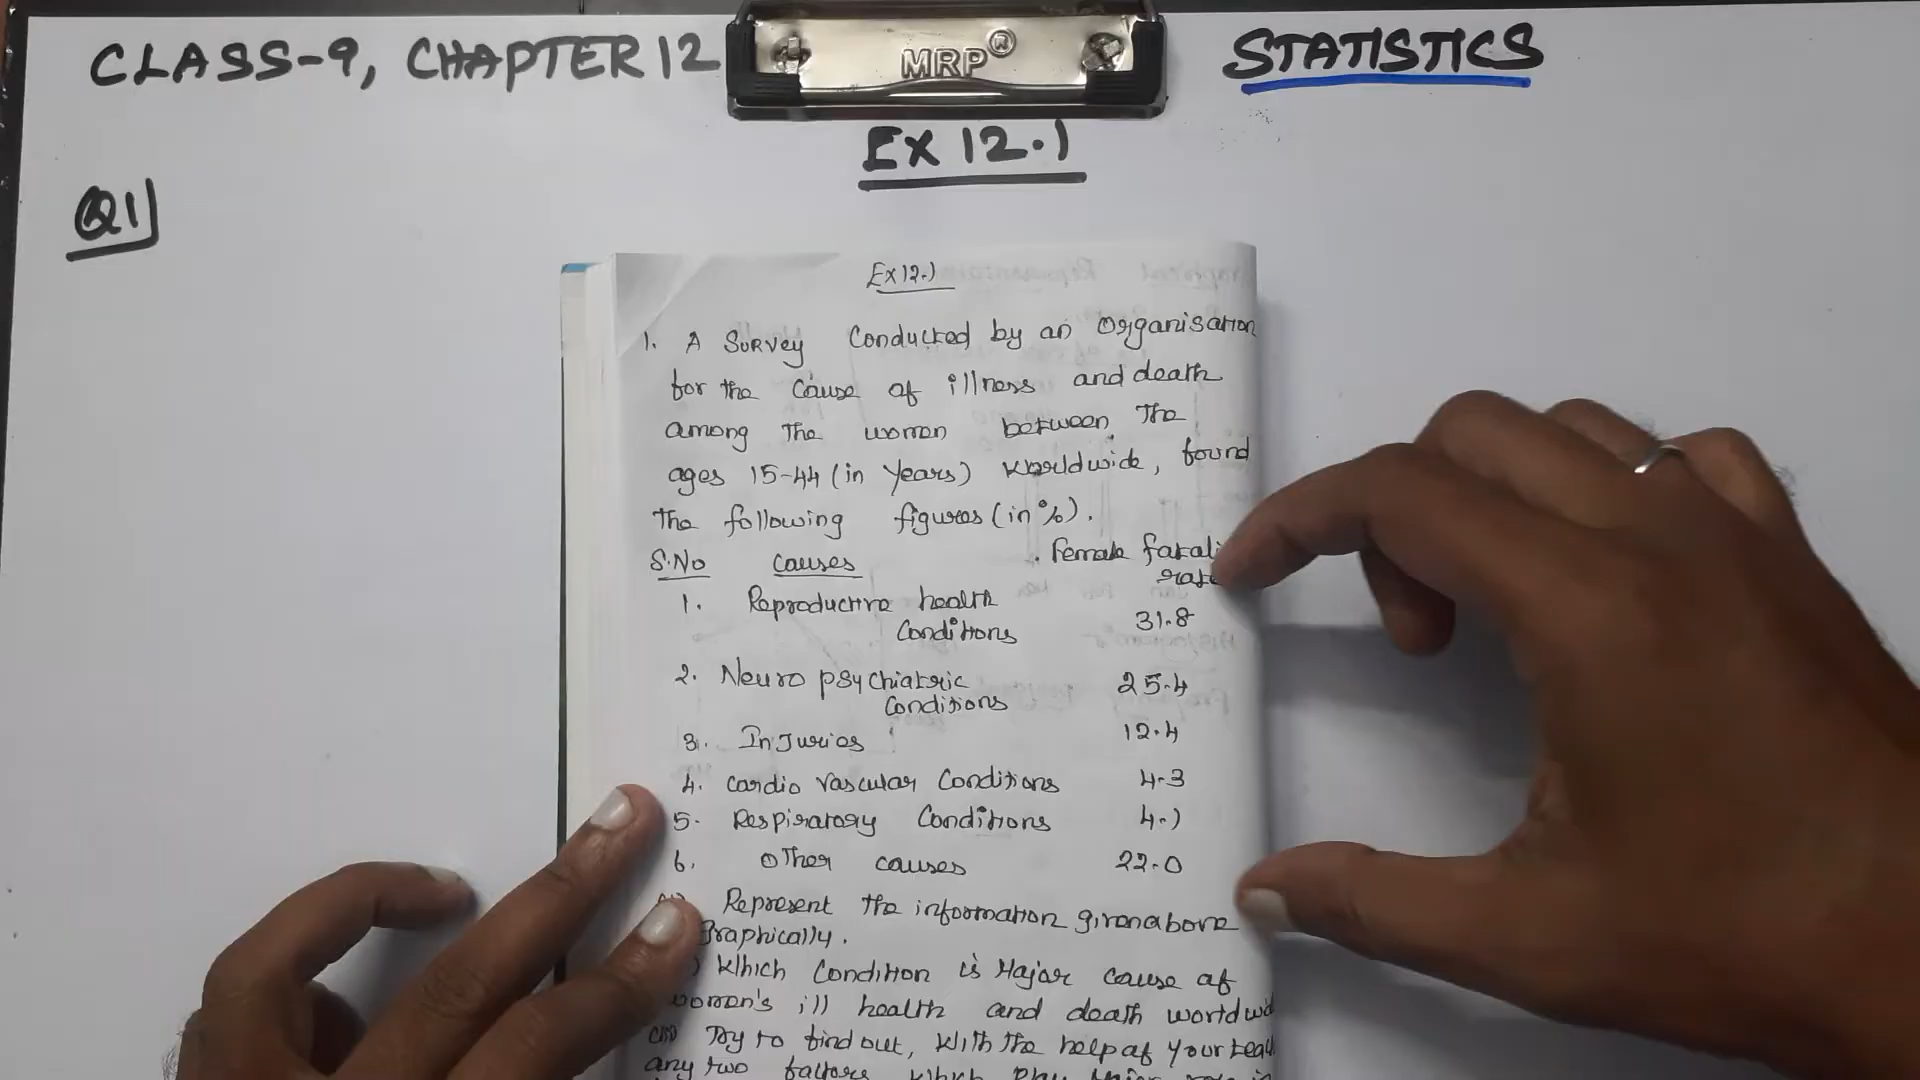 CLASS-9, CHAPTER 12
MRP®
STATISTICS
EX 12.1
Q1
Ex 12.1
1. A Survey Conducted by an Organisation
for the Cause of illness and death
among The women between The
ages 15-44 (in years) Worldwide, found
The following figures (in %).
S.No Causes Female
1. Reproductive health Conditions 31.8
2. Neuro psychiatric Conditions 25.4
3. Injuries 12.4
4. Cardio vascular Conditions 4.3
5. Respiratory Conditions 4.1
6. Other causes 22.0
Represent the information given above
Graphically.
Which Condition is Major cause of
women's ill health and death
Try to find out, With the help of your
any two factors Which Play